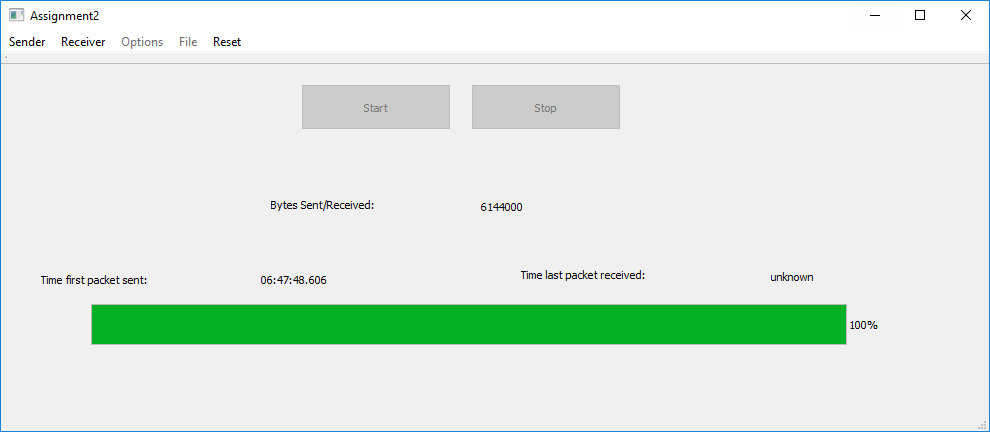 Assignment2
Sender Receiver Options File Reset
Start Stop
Bytes Sent/Received: 6144000
Time first packet sent: 06:47:48.606 Time last packet received: unknown
100%